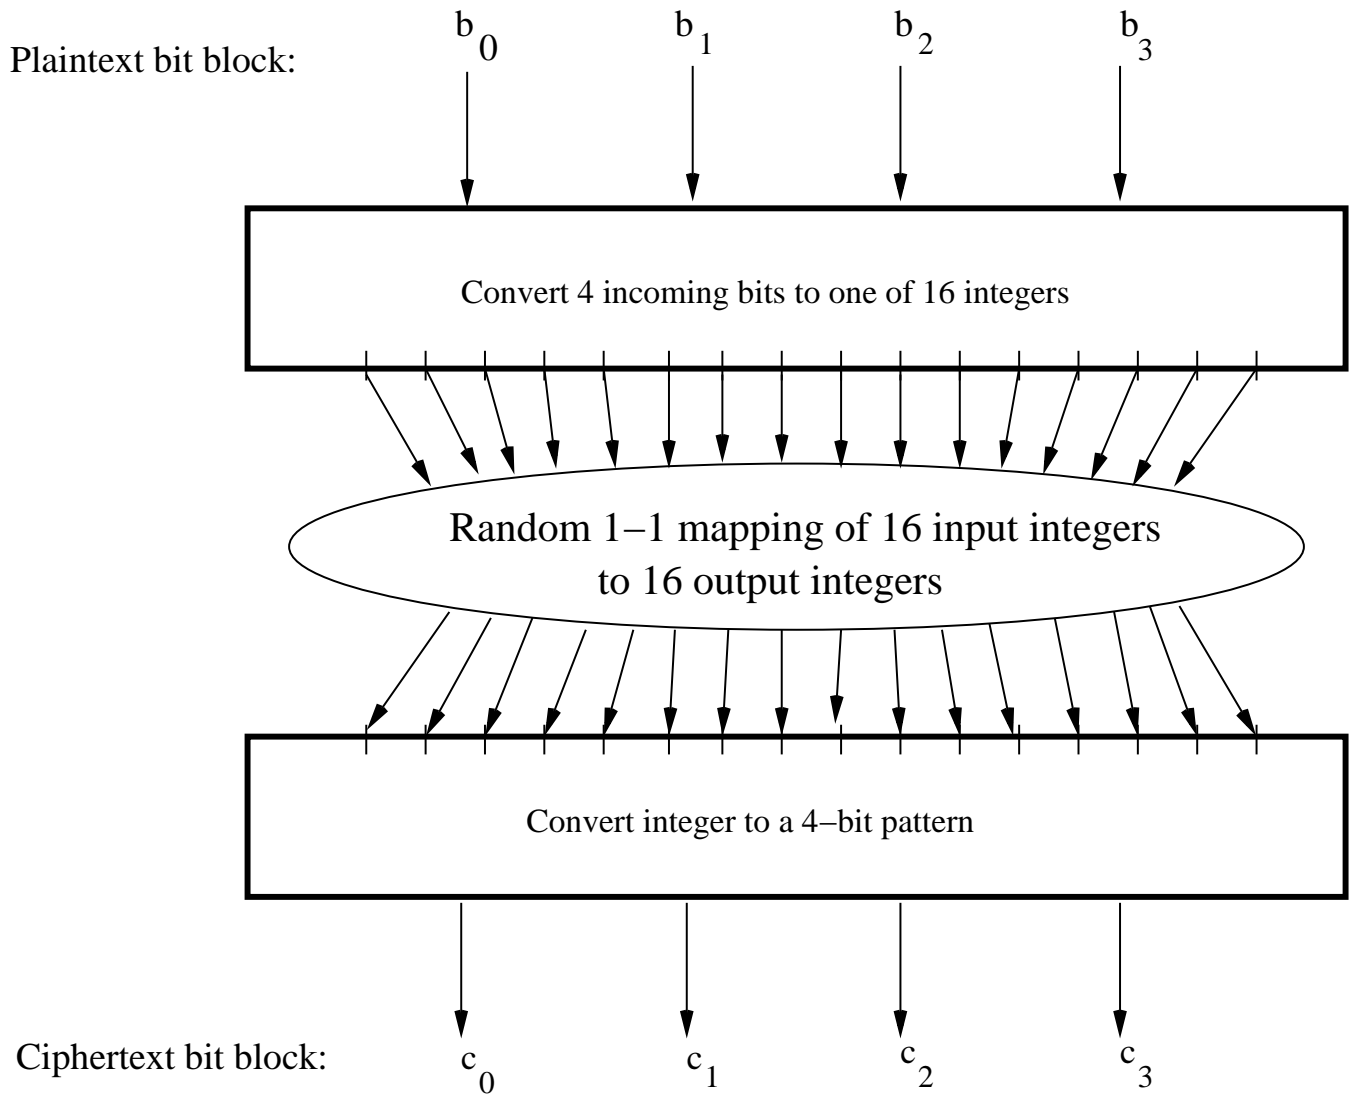 Plaintext bit block:
b0 b1 b2 b3
Convert 4 incoming bits to one of 16 integers
Random 1−1 mapping of 16 input integers
to 16 output integers
Convert integer to a 4−bit pattern
Ciphertext bit block:
c0 c1 c2 c3